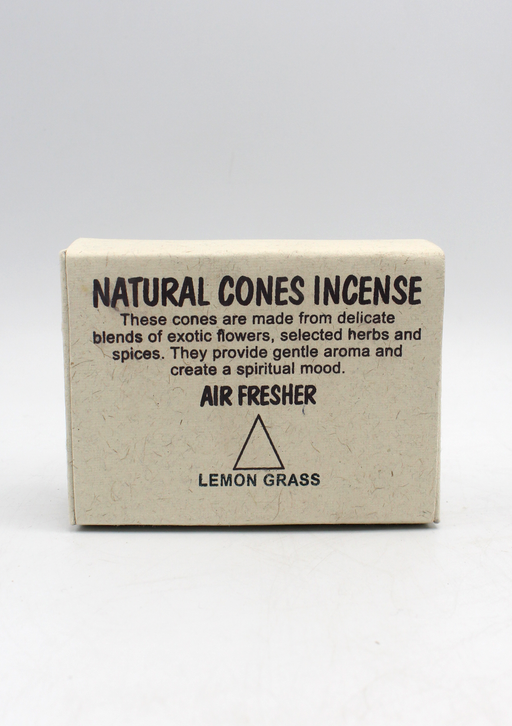 NATURAL CONES INCENSE
These cones are made from delicate
blends of exotic flowers, selected herbs and
spices. They provide gentle aroma and
create a spiritual mood.
AIR FRESHER
LEMON GRASS